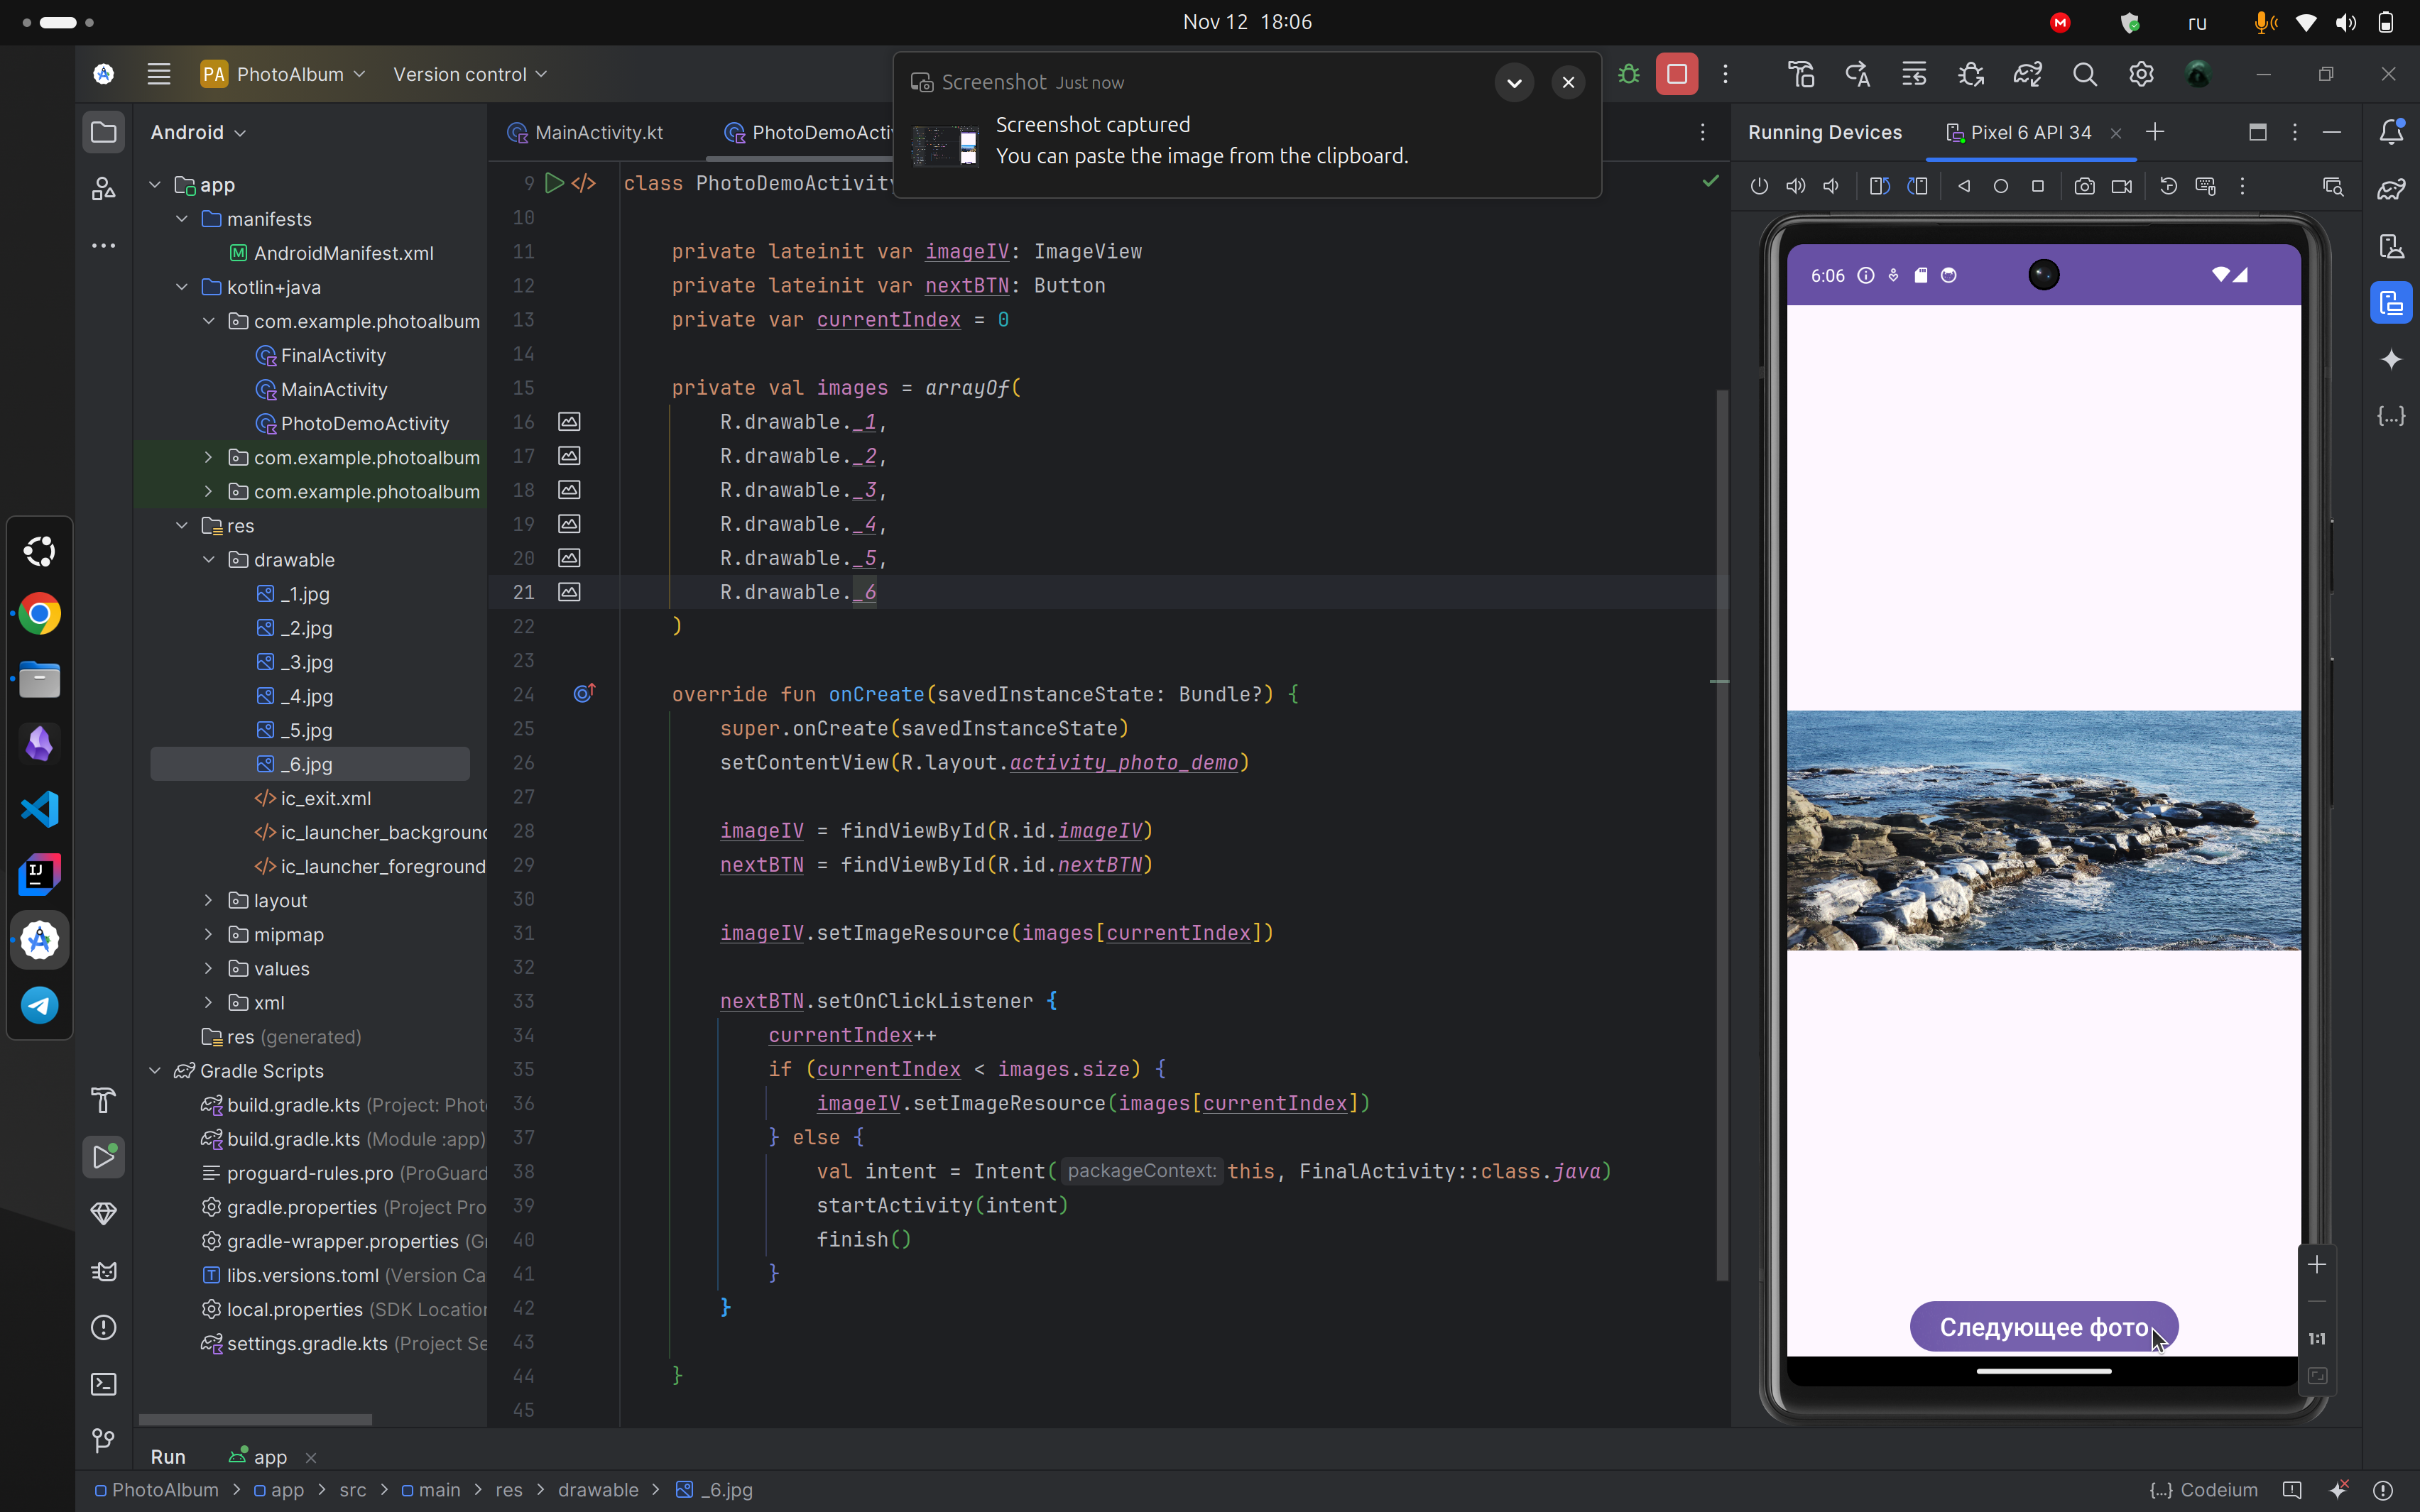 Nov 12 18:06
ru
PA PhotoAlbum
Version control
Screenshot Just now
Screenshot captured
You can paste the image from the clipboard.
Android
app
manifests
AndroidManifest.xml
kotlin+java
com.example.photoalbum
FinalActivity
MainActivity
PhotoDemoActivity
com.example.photoalbum
com.example.photoalbum
res
drawable
_1.jpg
_2.jpg
_3.jpg
_4.jpg
_5.jpg
_6.jpg
ic_exit.xml
ic_launcher_background
ic_launcher_foreground
layout
mipmap
values
xml
res (generated)
Gradle Scripts
build.gradle.kts (Project: Phot
build.gradle.kts (Module :app)
proguard-rules.pro (ProGuard
gradle.properties (Project Pro
gradle-wrapper.properties (Gr
libs.versions.toml (Version Ca
local.properties (SDK Location
settings.gradle.kts (Project Se
MainActivity.kt PhotoDemoActi
9 class PhotoDemoActivity
10
11 private lateinit var imageIV: ImageView
12 private lateinit var nextBTN: Button
13 private var currentIndex = 0
14
15 private val images = arrayOf(
16 R.drawable._1,
17 R.drawable._2,
18 R.drawable._3,
19 R.drawable._4,
20 R.drawable._5,
21 R.drawable._6
22 )
23
24 override fun onCreate(savedInstanceState: Bundle?) {
25 super.onCreate(savedInstanceState)
26 setContentView(R.layout.activity_photo_demo)
27
28 imageIV = findViewById(R.id.imageIV)
29 nextBTN = findViewById(R.id.nextBTN)
30
31 imageIV.setImageResource(images[currentIndex])
32
33 nextBTN.setOnClickListener {
34 currentIndex++
35 if (currentIndex < images.size) {
36 imageIV.setImageResource(images[currentIndex])
37 } else {
38 val intent = Intent( packageContext: this, FinalActivity::class.java)
39 startActivity(intent)
40 finish()
41 }
42 }
43
44 }
45
Running Devices Pixel 6 API 34
6:06
Следующее фото
1:1
Run app
PhotoAlbum > app > src > main > res > drawable > _6.jpg
{...} Codeium